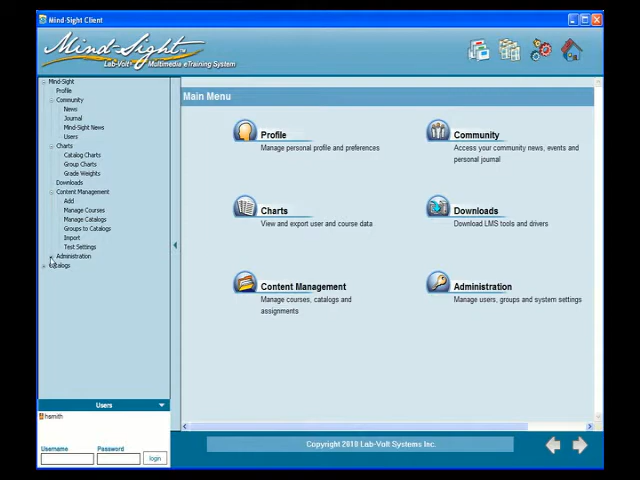 Mind-Sight Client
Mind-Sight™
Lab-Volt Multimedia eTraining System
Mind-Sight
Profile
Community
News
Journal
Mind-Sight News
Users
Charts
Catalog Charts
Group Charts
Grade Weights
Downloads
Content Management
Add
Manage Courses
Manage Catalogs
Groups to Catalogs
Import
Test Settings
Administration
Catalogs
Main Menu
Profile
Manage personal profile and preferences
Community
Access your community news, events and
personal journal
Charts
View and export user and course data
Downloads
Download LMS tools and drivers
Content Management
Manage courses, catalogs and
assignments
Administration
Manage users, groups and system settings
Users
hsmith
Username
Password
login
Copyright 2010 Lab-Volt Systems Inc.